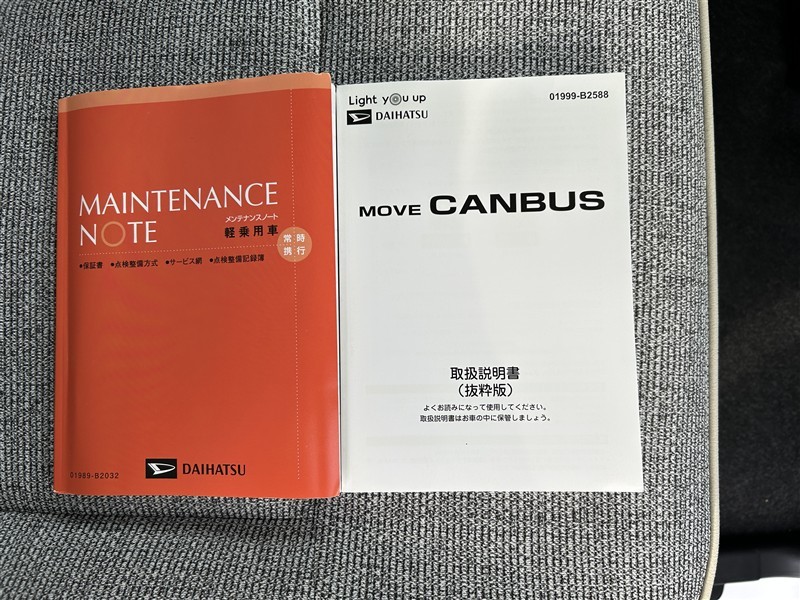 MAINTENANCE
NOTE
メンテナンスノート
軽乗用車
常時
携行
●保証書 ●点検整備方式 ●サービス網 ●点検整備記録簿
01989-B2032
DAIHATSU
Light you up
DAIHATSU
01999-B2588
MOVE CANBUS
取扱説明書
（抜粋版）
よくお読みになって使用してください。
取扱説明書はお車の中に保管しましょう。